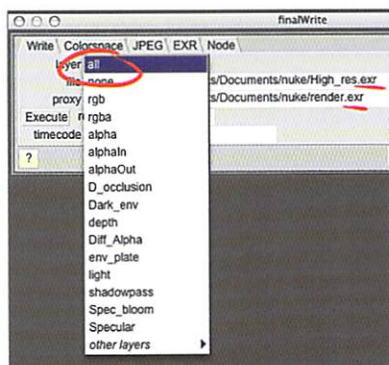 finalWrite
Write Colorspace JPEG EXR Node
layer all
file none s/Documents/nuke/High_res.exr
proxy rgb s/Documents/nuke/render.exr
Execute rgba
timecode alpha
? alphaIn
alphaOut
D_occlusion
Dark_env
depth
Diff_Alpha
env_plate
light
shadowpass
Spec_bloom
Specular
other layers